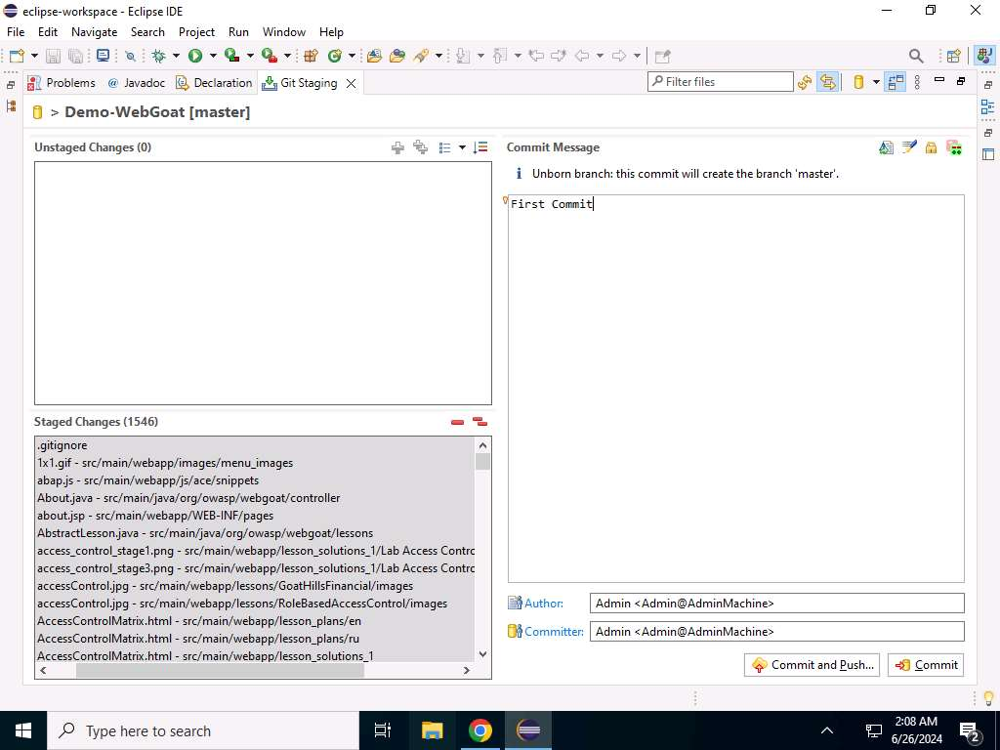 eclipse-workspace - Eclipse IDE
File Edit Navigate Search Project Run Window Help
Problems @ Javadoc Declaration Git Staging
Filter files
> Demo-WebGoat [master]
Unstaged Changes (0)
Commit Message
Unborn branch: this commit will create the branch 'master'.
First Commit
Staged Changes (1546)
.gitignore
1x1.gif - src/main/webapp/images/menu_images
abap.js - src/main/webapp/js/ace/snippets
About.java - src/main/java/org/owasp/webgoat/controller
about.jsp - src/main/webapp/WEB-INF/pages
AbstractLesson.java - src/main/java/org/owasp/webgoat/lessons
access_control_stage1.png - src/main/webapp/lesson_solutions_1/Lab Access Contro
access_control_stage3.png - src/main/webapp/lesson_solutions_1/Lab Access Contro
accessControl.jpg - src/main/webapp/lessons/GoatHillsFinancial/images
accessControl.jpg - src/main/webapp/lessons/RoleBasedAccessControl/images
AccessControlMatrix.html - src/main/webapp/lesson_plans/en
AccessControlMatrix.html - src/main/webapp/lesson_plans/ru
AccessControlMatrix.html - src/main/webapp/lesson_solutions_1
Author: Admin <Admin@AdminMachine>
Committer: Admin <Admin@AdminMachine>
Commit and Push...
Commit
Type here to search
2:08 AM
6/26/2024
2